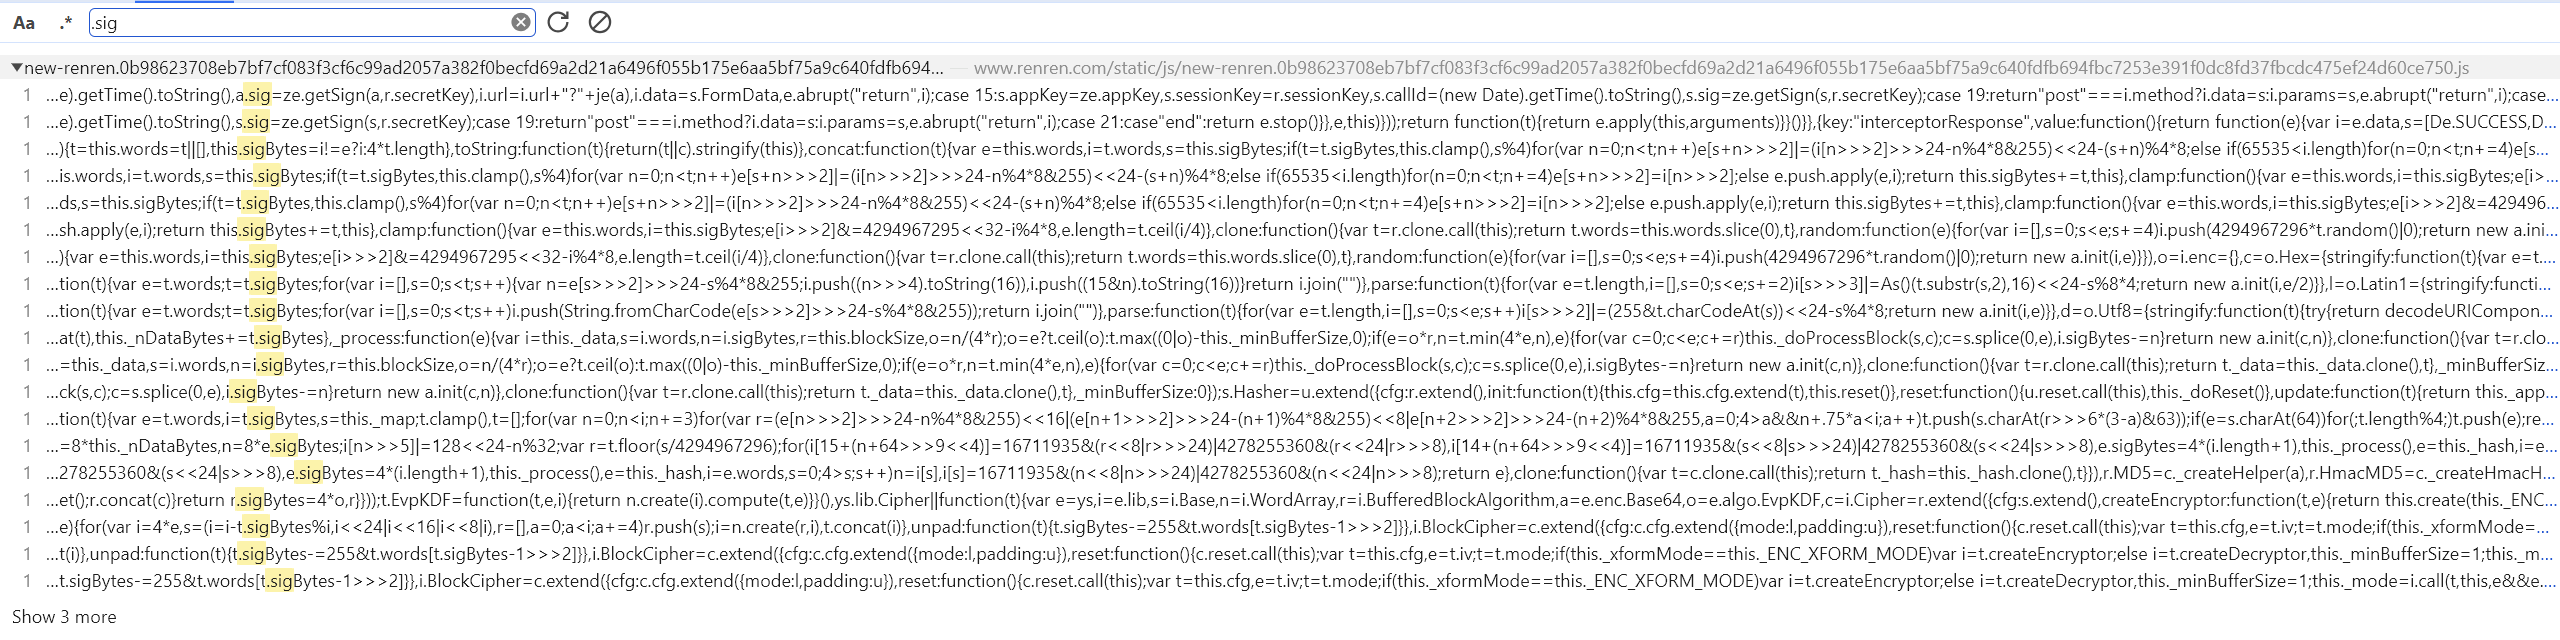 Aa .* .sig
new-renren.0b98623708eb7bf7cf083f3cf6c99ad2057a382f0becfd69a2d21a6496f055b175e6aa5bf75a9c640fdfb694... — www.renren.com/static/js/new-renren.0b98623708eb7bf7cf083f3cf6c99ad2057a382f0becfd69a2d21a6496f055b175e6aa5bf75a9c640fdfb694fbc7253e391f0dc8fd37fbcdc475ef24d60ce750.js
1 ...e).getTime().toString(),a.sig=ze.getSign(a,r.secretKey),i.url=i.url+"?"+je(a),i.data=s.FormData,e.abrupt("return",i);case 15:s.appKey=ze.appKey,s.sessionKey=r.sessionKey,s.callId=(new Date).getTime().toString(),s.sig=ze.getSign(s,r.secretKey);case 19:return"post"===i.method?i.data=s:i.params=s,e.abrupt("return",i);case...
1 ...e).getTime().toString(),s.sig=ze.getSign(s,r.secretKey);case 19:return"post"===i.method?i.data=s:i.params=s,e.abrupt("return",i);case 21:case"end":return e.stop()}},e,this)}));return function(t){return e.apply(this,arguments)}}()}},{key:"interceptorResponse",value:function(){return function(e){var i=e.data,s=[De.SUCCESS,D...
1 ...){t=this.words=t||[],this.sigBytes=i!=e?i:4*t.length},toString:function(t){return(t||c).stringify(this)},concat:function(t){var e=this.words,i=t.words,s=this.sigBytes;if(t=t.sigBytes,this.clamp(),s%4)for(var n=0;n<t;n++)e[s+n>>>2]|=(i[n>>>2]>>>24-n%4*8&255)<<24-(s+n)%4*8;else if(65535<i.length)for(n=0;n<t;n+=4)e[s...
1 ...is.words,i=t.words,s=this.sigBytes;if(t=t.sigBytes,this.clamp(),s%4)for(var n=0;n<t;n++)e[s+n>>>2]|=(i[n>>>2]>>>24-n%4*8&255)<<24-(s+n)%4*8;else if(65535<i.length)for(n=0;n<t;n+=4)e[s+n>>>2]=i[n>>>2];else e.push.apply(e,i);return this.sigBytes+=t,this},clamp:function(){var e=this.words,i=this.sigBytes;e[i>...
1 ...ds,s=this.sigBytes;if(t=t.sigBytes,this.clamp(),s%4)for(var n=0;n<t;n++)e[s+n>>>2]|=(i[n>>>2]>>>24-n%4*8&255)<<24-(s+n)%4*8;else if(65535<i.length)for(n=0;n<t;n+=4)e[s+n>>>2]=i[n>>>2];else e.push.apply(e,i);return this.sigBytes+=t,this},clamp:function(){var e=this.words,i=this.sigBytes;e[i>>>2]&=429496...
1 ...sh.apply(e,i);return this.sigBytes+=t,this},clamp:function(){var e=this.words,i=this.sigBytes;e[i>>>2]&=4294967295<<32-i%4*8,e.length=t.ceil(i/4)},clone:function(){var t=r.clone.call(this);return t.words=this.words.slice(0),t},random:function(e){for(var i=[],s=0;s<e;s+=4)i.push(4294967296*t.random()|0);return new a.ini...
1 ...){var e=this.words,i=this.sigBytes;e[i>>>2]&=4294967295<<32-i%4*8,e.length=t.ceil(i/4)},clone:function(){var t=r.clone.call(this);return t.words=this.words.slice(0),t},random:function(e){for(var i=[],s=0;s<e;s+=4)i.push(4294967296*t.random()|0);return new a.init(i,e)}}),o=i.enc={},c=o.Hex={stringify:function(t){var e=t....
1 ...tion(t){var e=t.words;t=t.sigBytes;for(var i=[],s=0;s<t;s++){var n=e[s>>>2]>>>24-s%4*8&255;i.push((n>>>4).toString(16)),i.push((15&n).toString(16))}return i.join("")},parse:function(t){for(var e=t.length,i=[],s=0;s<e;s+=2)i[s>>>3]|=As()(t.substr(s,2),16)<<24-s%8*4;return new a.init(i,e/2)}},l=o.Latin1={stringify:functi...
1 ...tion(t){var e=t.words;t=t.sigBytes;for(var i=[],s=0;s<t;s++)i.push(String.fromCharCode(e[s>>>2]>>>24-s%4*8&255));return i.join("")},parse:function(t){for(var e=t.length,i=[],s=0;s<e;s++)i[s>>>2]|=(255&t.charCodeAt(s))<<24-s%4*8;return new a.init(i,e)}},d=o.Utf8={stringify:function(t){try{return decodeURICompon...
1 ...at(t),this._nDataBytes+=t.sigBytes},_process:function(e){var i=this._data,s=i.words,n=i.sigBytes,r=this.blockSize,o=n/(4*r);o=e?t.ceil(o):t.max((0|o)-this._minBufferSize,0);if(e=o*r,n=t.min(4*e,n),e){for(var c=0;c<e;c+=r)this._doProcessBlock(s,c);c=s.splice(0,e),i.sigBytes-=n}return new a.init(c,n)},clone:function(){var t=r.clo...
1 ...=this._data,s=i.words,n=i.sigBytes,r=this.blockSize,o=n/(4*r);o=e?t.ceil(o):t.max((0|o)-this._minBufferSize,0);if(e=o*r,n=t.min(4*e,n),e){for(var c=0;c<e;c+=r)this._doProcessBlock(s,c);c=s.splice(0,e),i.sigBytes-=n}return new a.init(c,n)},clone:function(){var t=r.clone.call(this);return t._data=this._data.clone(),t},_minBufferSiz...
1 ...ck(s,c);c=s.splice(0,e),i.sigBytes-=n}return new a.init(c,n)},clone:function(){var t=r.clone.call(this);return t._data=this._data.clone(),t},_minBufferSize:0});s.Hasher=u.extend({cfg:r.extend(),init:function(t){this.cfg=this.cfg.extend(t),this.reset()},reset:function(){u.reset.call(this),this._doReset()},update:function(t){return this._app...
1 ...tion(t){var e=t.words,i=t.sigBytes,s=this._map;t.clamp(),t=[];for(var n=0;n<i;n+=3)for(var r=(e[n>>>2]>>>24-n%4*8&255)<<16|(e[n+1>>>2]>>>24-(n+1)%4*8&255)<<8|e[n+2>>>2]>>>24-(n+2)%4*8&255,a=0;4>a&&n+.75*a<i;a++)t.push(s.charAt(r>>>6*(3-a)&63));if(e=s.charAt(64))for(;t.length%4;)t.push(e);re...
1 ...=8*this._nDataBytes,n=8*e.sigBytes;i[n>>>5]|=128<<24-n%32;var r=t.floor(s/4294967296);for(i[15+(n+64>>>9<<4)]=16711935&(r<<8|r>>>24)|4278255360&(r<<24|r>>>8),i[14+(n+64>>>9<<4)]=16711935&(s<<8|s>>>24)|4278255360&(s<<24|s>>>8),e.sigBytes=4*(i.length+1),this._process(),e=this._hash,i=e...
1 ...278255360&(s<<24|s>>>8),e.sigBytes=4*(i.length+1),this._process(),e=this._hash,i=e.words,s=0;4>s;s++)n=i[s],i[s]=16711935&(n<<8|n>>>24)|4278255360&(n<<24|n>>>8);return e},clone:function(){var t=c.clone.call(this);return t._hash=this._hash.clone(),t}}),r.MD5=c._createHelper(a),r.HmacMD5=c._createHmacH...
1 ...et();r.concat(c)}return r.sigBytes=4*o,r}}));t.EvpKDF=function(t,e,i){return n.create(i).compute(t,e)}}(),ys.lib.Cipher||function(t){var e=ys,i=e.lib,s=i.Base,n=i.WordArray,r=i.BufferedBlockAlgorithm,a=e.enc.Base64,o=e.algo.EvpKDF,c=i.Cipher=r.extend({cfg:s.extend(),createEncryptor:function(t,e){return this.create(this._ENC...
1 ...e){for(var i=4*e,s=(i=i-t.sigBytes%i,i<<24|i<<16|i<<8|i),r=[],a=0;a<i;a+=4)r.push(s);i=n.create(r,i),t.concat(i)},unpad:function(t){t.sigBytes-=255&t.words[t.sigBytes-1>>>2]}},i.BlockCipher=c.extend({cfg:c.cfg.extend({mode:l,padding:u}),reset:function(){c.reset.call(this);var t=this.cfg,e=t.iv;t=t.mode;if(this._xformMode=...
1 ...t(i)},unpad:function(t){t.sigBytes-=255&t.words[t.sigBytes-1>>>2]}},i.BlockCipher=c.extend({cfg:c.cfg.extend({mode:l,padding:u}),reset:function(){c.reset.call(this);var t=this.cfg,e=t.iv;t=t.mode;if(this._xformMode==this._ENC_XFORM_MODE)var i=t.createEncryptor;else i=t.createDecryptor,this._minBufferSize=1;this._m...
1 ...t.sigBytes-=255&t.words[t.sigBytes-1>>>2]}},i.BlockCipher=c.extend({cfg:c.cfg.extend({mode:l,padding:u}),reset:function(){c.reset.call(this);var t=this.cfg,e=t.iv;t=t.mode;if(this._xformMode==this._ENC_XFORM_MODE)var i=t.createEncryptor;else i=t.createDecryptor,this._minBufferSize=1;this._mode=i.call(t,this,e&&e....
Show 3 more